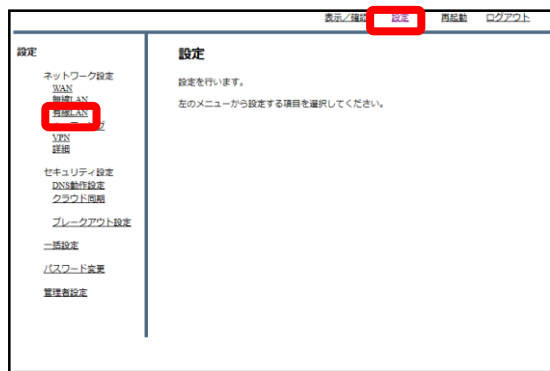 表示／確認 設定 再起動 ログアウト
設定
ネットワーク設定
WAN
無線LAN
有線LAN
VPN
詳細
セキュリティ設定
DNS動作設定
クラウド同期
ブレークアウト設定
一括設定
パスワード変更
管理者設定
設定
設定を行います。
左のメニューから設定する項目を選択してください。